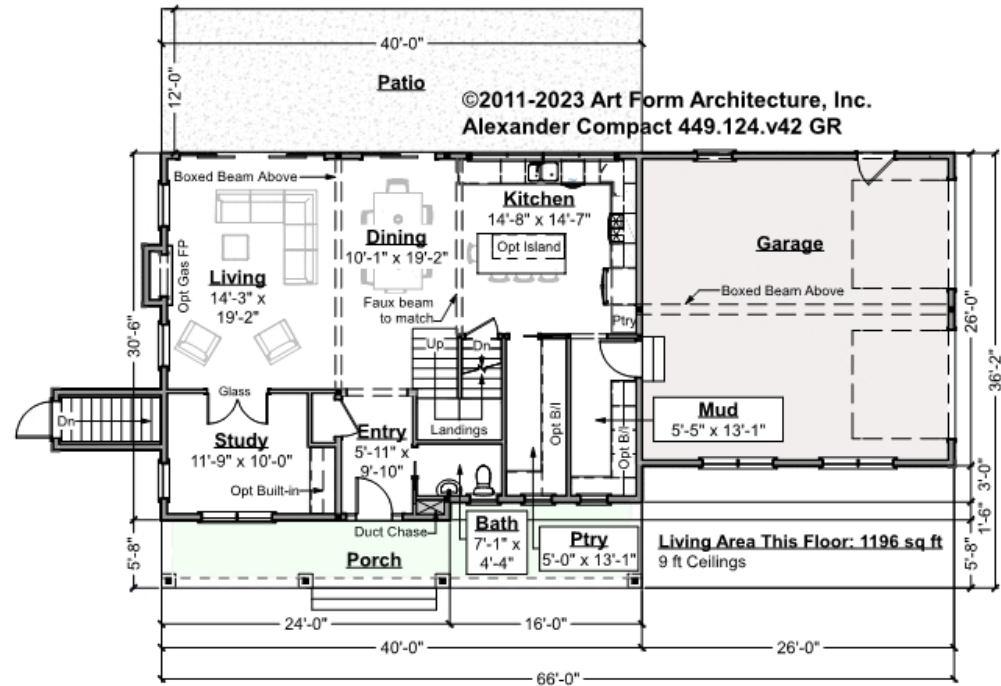 40'-0"
12'-0"
Patio
©2011-2023 Art Form Architecture, Inc.
Alexander Compact 449.124.v42 GR
Boxed Beam Above
Kitchen
14'-8" x 14'-7"
Opt Island
Dining
10'-1" x 19'-2"
Living
14'-3" x
19'-2"
Opt Gas FP
Faux beam
to match
Garage
Boxed Beam Above
Ptry
Up
Dn
30'-6"
26'-0"
36'-2"
Glass
Dn
Study
11'-9" x 10'-0"
Opt Built-in
Entry
5'-11" x
9'-10"
Landings
Opt B/I
Opt B/I
Mud
5'-5" x 13'-1"
3'-0"
1'-6"
Duct Chase
Bath
7'-1" x
4'-4"
Ptry
5'-0" x 13'-1"
Living Area This Floor: 1196 sq ft
9 ft Ceilings
Porch
5'-8"
5'-8"
24'-0"
16'-0"
40'-0"
26'-0"
66'-0"